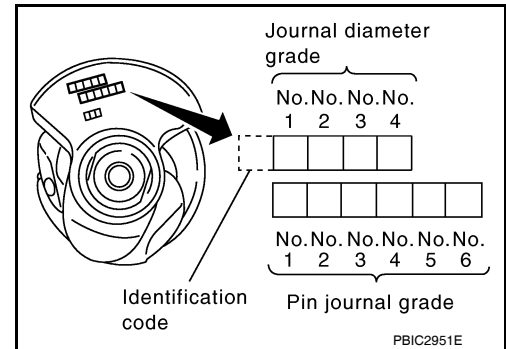 Journal diameter
grade
No. No. No. No.
1 2 3 4
No. No. No. No. No. No.
1 2 3 4 5 6
Identification
code
Pin journal grade
PBIC2951E